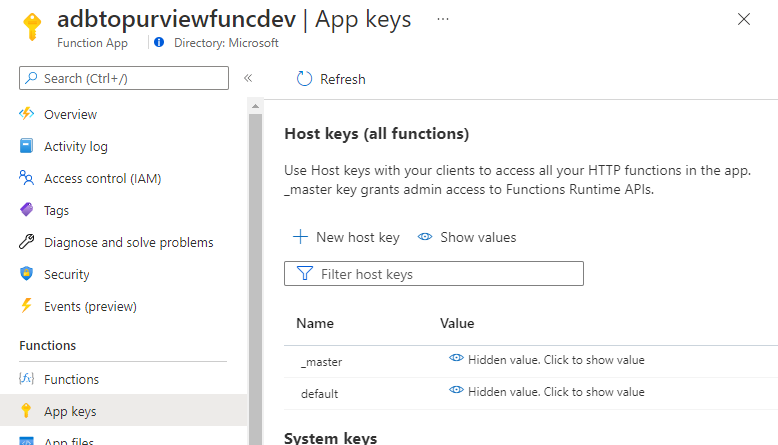 adbtopurviewfuncdev | App keys ...
Function App | Directory: Microsoft
Search (Ctrl+/)
«
Overview
Activity log
Access control (IAM)
Tags
Diagnose and solve problems
Security
Events (preview)
Functions
Functions
App keys
App files
Refresh
Host keys (all functions)
Use Host keys with your clients to access all your HTTP functions in the app.
_master key grants admin access to Functions Runtime APIs.
New host key Show values
Filter host keys
Name Value
_master Hidden value. Click to show value
default Hidden value. Click to show value
System keys